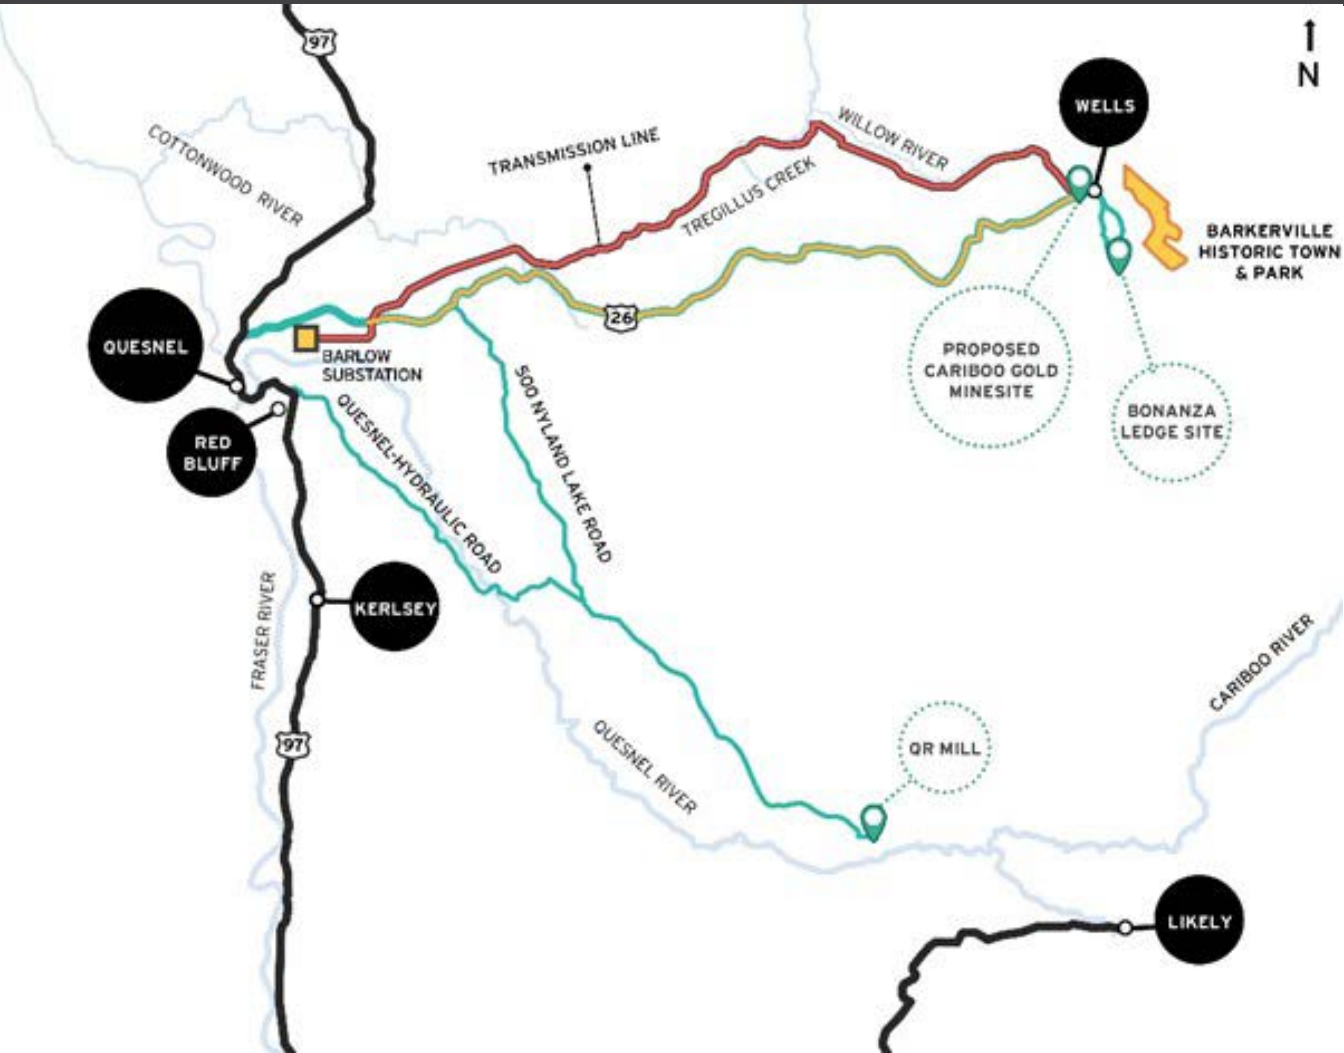 97
N
WELLS
COTTONWOOD RIVER
TRANSMISSION LINE
WILLOW RIVER
TREGILLUS CREEK
BARKERVILLE
HISTORIC TOWN
& PARK
QUESNEL
26
BARLOW
SUBSTATION
PROPOSED
CARIBOO GOLD
MINESITE
BONANZA
LEDGE SITE
RED
BLUFF
QUESNEL-HYDRAULIC ROAD
500 NYLAND LAKE ROAD
KERLSEY
FRASER RIVER
CARIBOO RIVER
97
QUESNEL RIVER
QR MILL
LIKELY